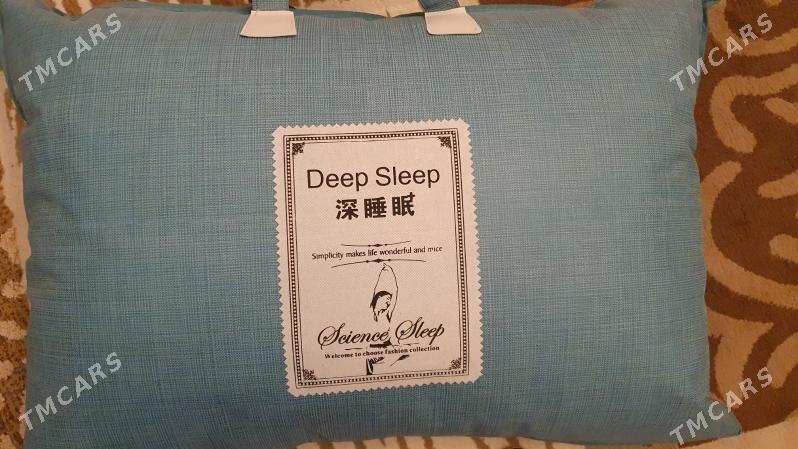 TMCARS
TMCARS
Deep Sleep
深睡眠
Simplicity makes life wonderful and mice
Science Sleep
Welcome to choose fashion collection
TMCARS
TMCARS